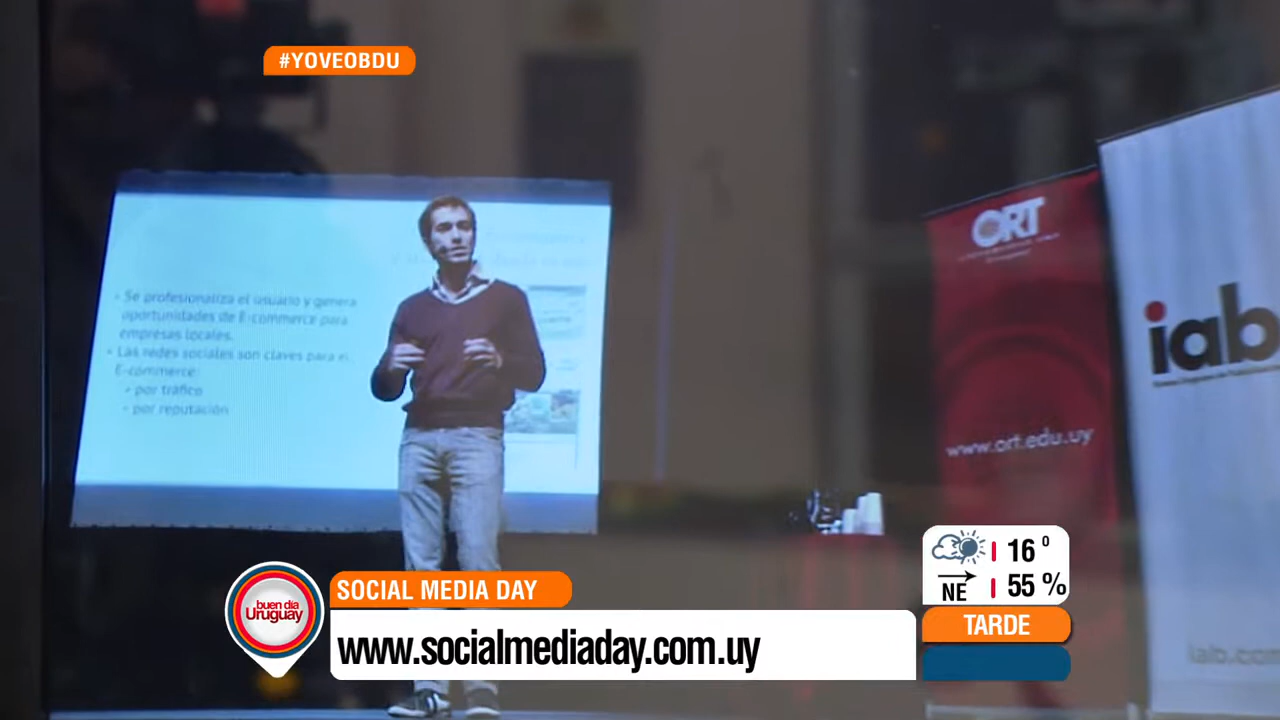 #YOVEOBDU
• Se profesionaliza el usuario y genera
oportunidades de E-commerce para
empresas locales.
• Las redes sociales son claves para el
E-commerce:
• por tráfico
• por reputación
ORT
www.ort.edu.uy
iab
iab.com
buen día
Uruguay
SOCIAL MEDIA DAY
www.socialmediaday.com.uy
16°
NE
55 %
TARDE